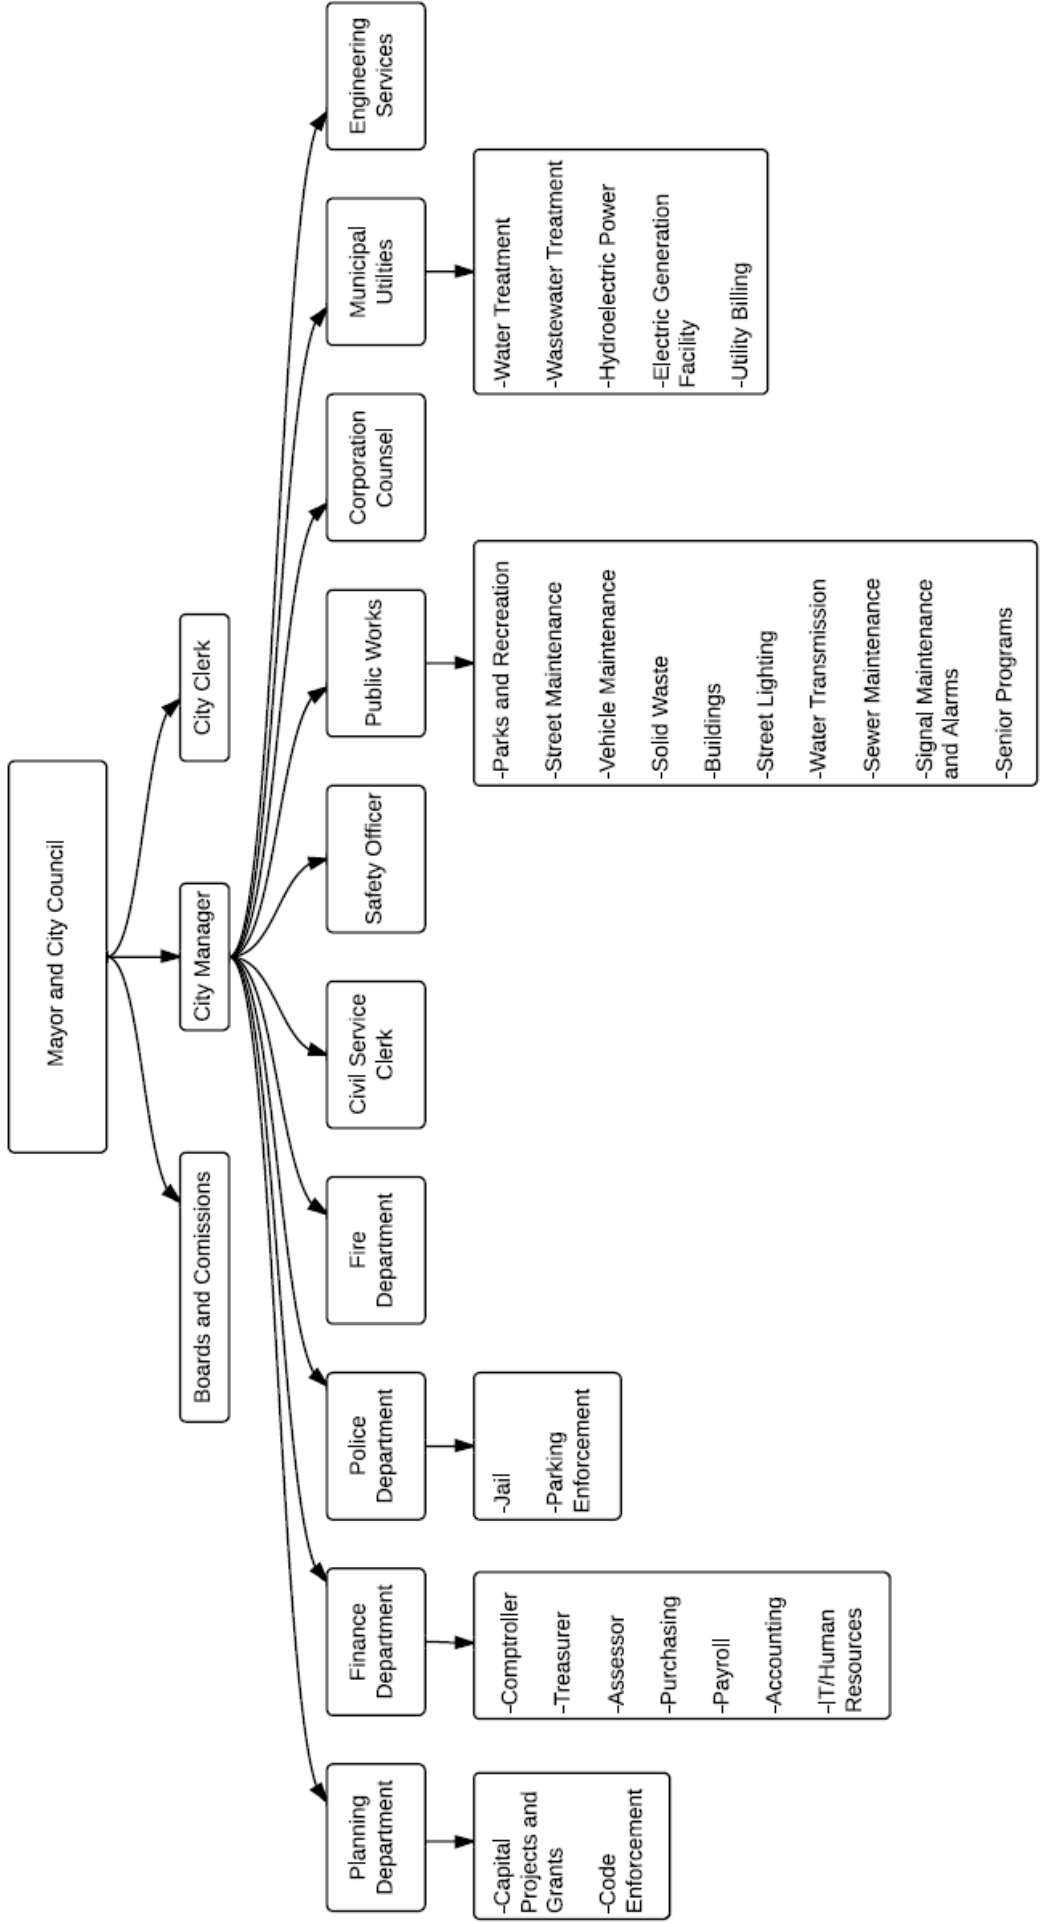 Mayor and City Council
Boards and Comissions
City Manager
City Clerk
Planning
Department
Finance
Department
Police
Department
Fire
Department
Civil Service
Clerk
Safety Officer
Public Works
Corporation
Counsel
Municipal
Utilties
Engineering
Services
-Capital
Projects and
Grants
-Code
Enforcement
-Comptroller
-Treasurer
-Assessor
-Purchasing
-Payroll
-Accounting
-IT/Human
Resources
-Jail
-Parking
Enforcement
-Parks and Recreation
-Street Maintenance
-Vehicle Maintenance
-Solid Waste
-Buildings
-Street Lighting
-Water Transmission
-Sewer Maintenance
-Signal Maintenance
and Alarms
-Senior Programs
-Water Treatment
-Wastewater Treatment
-Hydroelectric Power
-Electric Generation
Facility
-Utility Billing